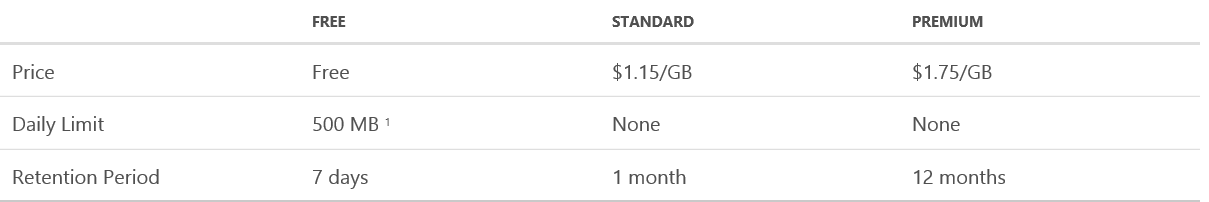 FREE STANDARD PREMIUM
Price Free $1.15/GB $1.75/GB
Daily Limit 500 MB ¹ None None
Retention Period 7 days 1 month 12 months